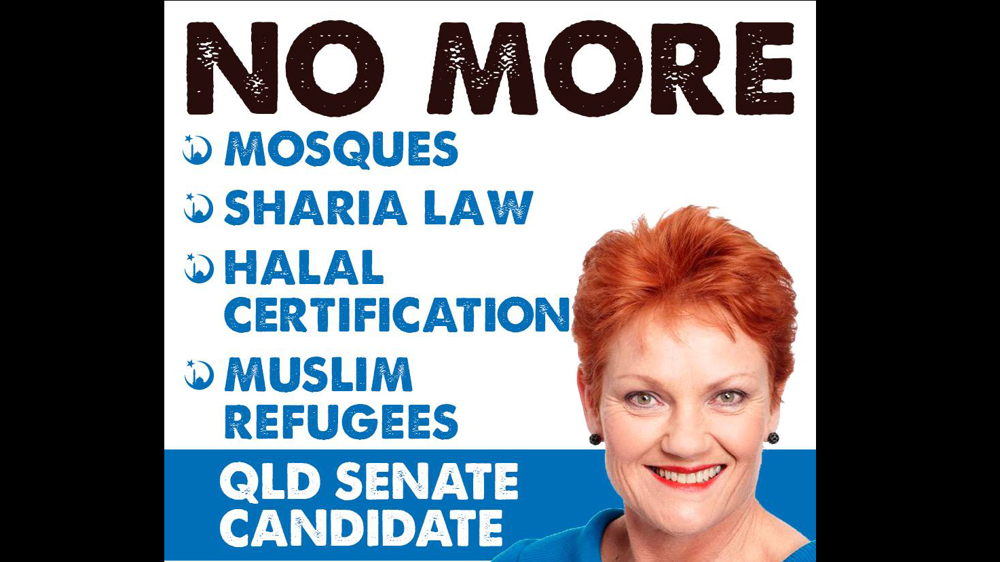 NO MORE
MOSQUES
SHARIA LAW
HALAL
CERTIFICATION
MUSLIM
REFUGEES
QLD SENATE
CANDIDATE